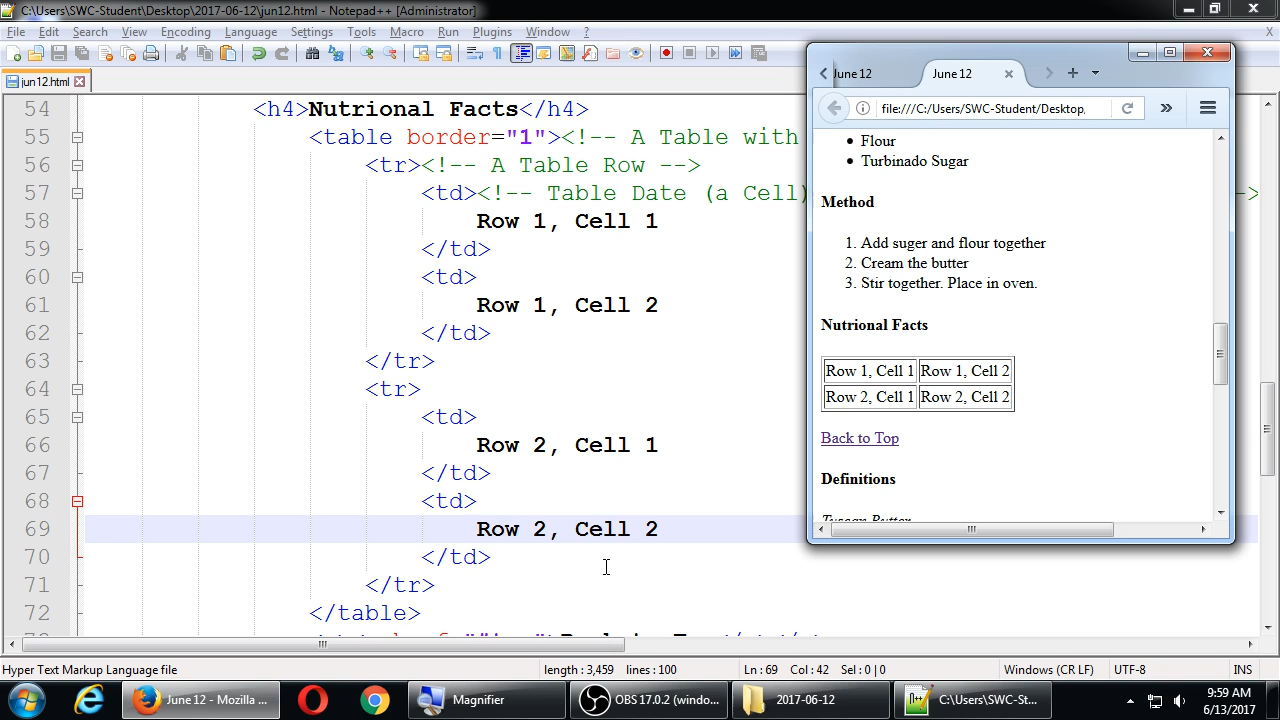 C:\Users\SWC-Student\Desktop\2017-06-12\jun12.html - Notepad++ [Administrator]
File Edit Search View Encoding Language Settings Tools Macro Run Plugins Window ? X
jun12.html
54 <h4>Nutrional Facts</h4>
55 <table border="1"><!-- A Table with
56 <tr><!-- A Table Row -->
57 <td><!-- Table Date (a Cell)
58 Row 1, Cell 1
59 </td>
60 <td>
61 Row 1, Cell 2
62 </td>
63 </tr>
64 <tr>
65 <td>
66 Row 2, Cell 1
67 </td>
68 <td>
69 Row 2, Cell 2
70 </td>
71 </tr>
72 </table>
June 12 June 12
file:///C:/Users/SWC-Student/Desktop,
• Flour
• Turbinado Sugar
Method
1. Add suger and flour together
2. Cream the butter
3. Stir together. Place in oven.
Nutrional Facts
Row 1, Cell 1 Row 1, Cell 2
Row 2, Cell 1 Row 2, Cell 2
Back to Top
Definitions
Hyper Text Markup Language file length : 3,459 lines : 100 Ln : 69 Col : 42 Sel : 0 | 0 Windows (CR LF) UTF-8 INS
June 12 - Mozilla ... Magnifier OBS 17.0.2 (windo... 2017-06-12 C:\Users\SWC-St... 9:59 AM
6/13/2017